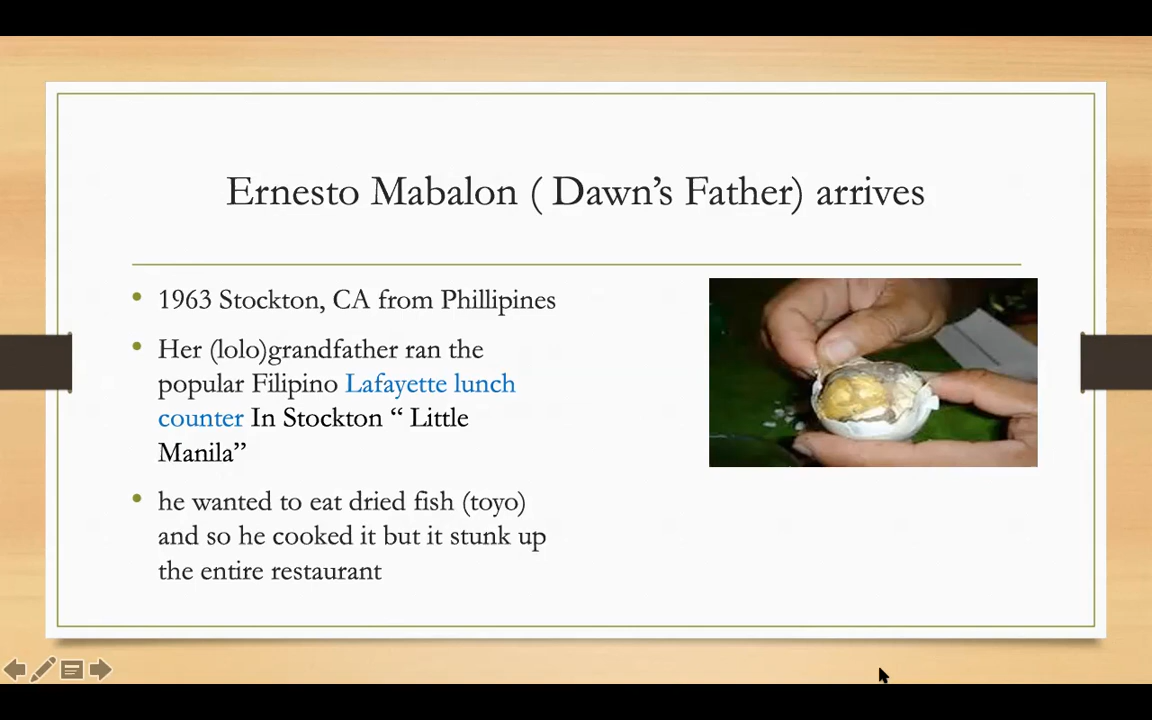 Ernesto Mabalon ( Dawn’s Father) arrives
• 1963 Stockton, CA from Phillipines
• Her (lolo)grandfather ran the
popular Filipino Lafayette lunch
counter In Stockton “ Little
Manila”
• he wanted to eat dried fish (toyo)
and so he cooked it but it stunk up
the entire restaurant